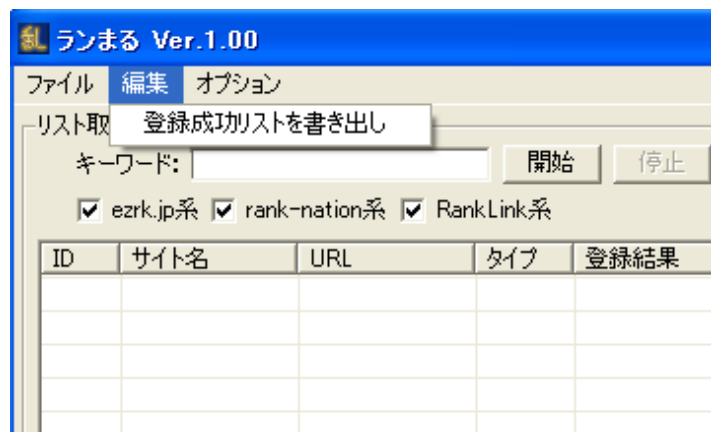 乱 ランまる Ver.1.00
ファイル 編集 オプション
リスト取 登録成功リストを書き出し
キーワード: 開始 停止
ezrk.jp系 rank-nation系 RankLink系
ID サイト名 URL タイプ 登録結果